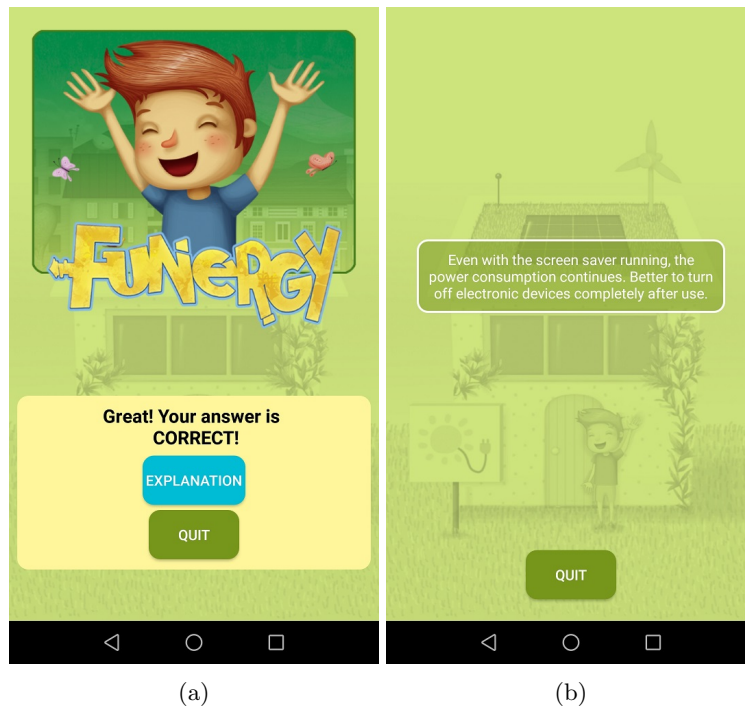 FUNERGY
Great! Your answer is
CORRECT!
EXPLANATION
QUIT
(a)
Even with the screen saver running, the
power consumption continues. Better to turn
off electronic devices completely after use.
QUIT
(b)